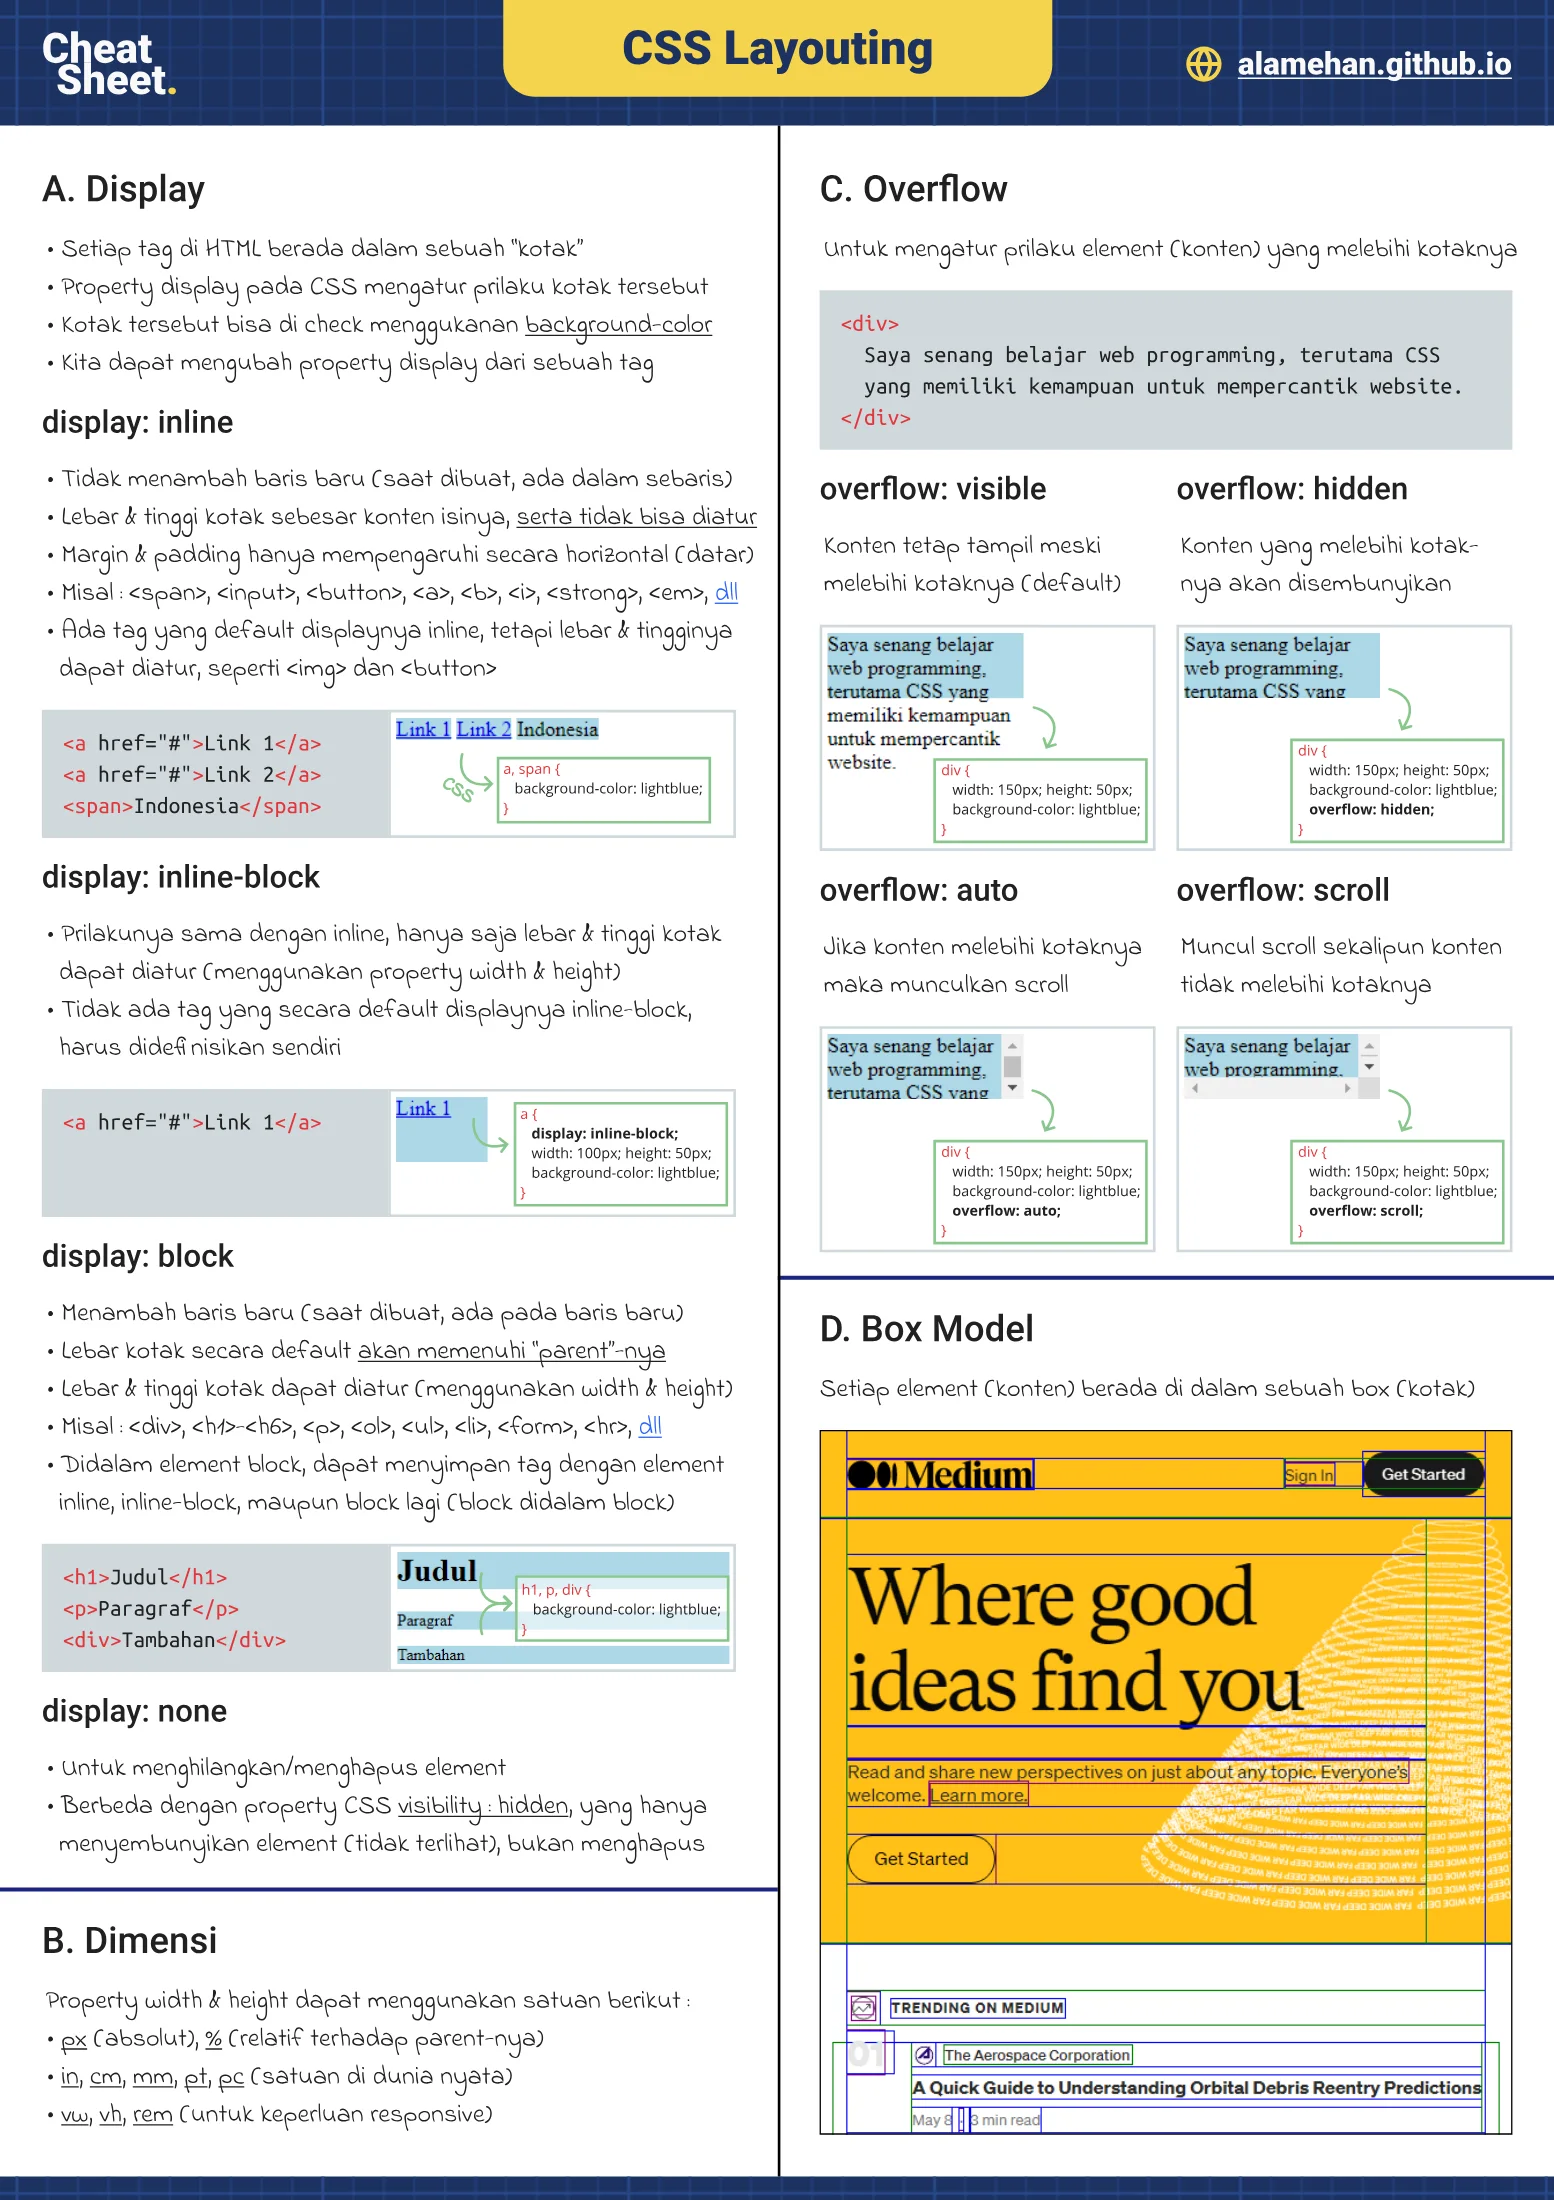 Cheat
Sheet.
CSS Layouting
alamehan.github.io
A. Display
• Setiap tag di HTML berada dalam sebuah "kotak"
• Property display pada CSS mengatur prilaku kotak tersebut
• Kotak tersebut bisa di check menggukanan background-color
• Kita dapat mengubah property display dari sebuah tag
display: inline
• Tidak menambah baris baru (saat dibuat, ada dalam sebaris)
• Lebar & tinggi kotak sebesar konten isinya, serta tidak bisa diatur
• Margin & padding hanya mempengaruhi secara horizontal (datar)
• Misal : <span>, <input>, <button>, <a>, <b>, <i>, <strong>, <em>, dll
• Ada tag yang default displaynya inline, tetapi lebar & tingginya
dapat diatur, seperti <img> dan <button>
<a href="#">Link 1</a>
<a href="#">Link 2</a>
<span>Indonesia</span>
Link 1 Link 2 Indonesia
CSS
a, span {
background-color: lightblue;
}
display: inline-block
• Prilakunya sama dengan inline, hanya saja lebar & tinggi kotak
dapat diatur (menggunakan property width & height)
• Tidak ada tag yang secara default displaynya inline-block,
harus didefinisikan sendiri
<a href="#">Link 1</a>
Link 1
a {
display: inline-block;
width: 100px; height: 50px;
background-color: lightblue;
}
display: block
• Menambah baris baru (saat dibuat, ada pada baris baru)
• Lebar kotak secara default akan memenuhi "parent"-nya
• Lebar & tinggi kotak dapat diatur (menggunakan width & height)
• Misal : <div>, <h1>-<h6>, <p>, <ol>, <ul>, <li>, <form>, <hr>, dll
• Didalam element block, dapat menyimpan tag dengan element
inline, inline-block, maupun block lagi (block didalam block)
<h1>Judul</h1>
<p>Paragraf</p>
<div>Tambahan</div>
Judul
Paragraf
Tambahan
h1, p, div {
background-color: lightblue;
}
display: none
• Untuk menghilangkan/menghapus element
• Berbeda dengan property CSS visibility : hidden, yang hanya
menyembunyikan element (tidak terlihat), bukan menghapus
B. Dimensi
Property width & height dapat menggunakan satuan berikut :
• px (absolut), % (relatif terhadap parent-nya)
• in, cm, mm, pt, pc (satuan di dunia nyata)
• vw, vh, rem (untuk keperluan responsive)
C. Overflow
Untuk mengatur prilaku element (konten) yang melebihi kotaknya
<div>
Saya senang belajar web programming, terutama CSS
yang memiliki kemampuan untuk mempercantik website.
</div>
overflow: visible
Konten tetap tampil meski
melebihi kotaknya (default)
Saya senang belajar
web programming,
terutama CSS yang
memiliki kemampuan
untuk mempercantik
website.
div {
width: 150px; height: 50px;
background-color: lightblue;
}
overflow: hidden
Konten yang melebihi kotak-
nya akan disembunyikan
Saya senang belajar
web programming,
terutama CSS yang
div {
width: 150px; height: 50px;
background-color: lightblue;
overflow: hidden;
}
overflow: auto
Jika konten melebihi kotaknya
maka munculkan scroll
Saya senang belajar
web programming,
terutama CSS yang
div {
width: 150px; height: 50px;
background-color: lightblue;
overflow: auto;
}
overflow: scroll
Muncul scroll sekalipun konten
tidak melebihi kotaknya
Saya senang belajar
web programming,
div {
width: 150px; height: 50px;
background-color: lightblue;
overflow: scroll;
}
D. Box Model
Setiap element (konten) berada di dalam sebuah box (kotak)
Medium
Sign In
Get Started
Where good
ideas find you
Read and share new perspectives on just about any topic. Everyone's
welcome. Learn more.
Get Started
TRENDING ON MEDIUM
01
The Aerospace Corporation
A Quick Guide to Understanding Orbital Debris Reentry Predictions
May 8 · 3 min read